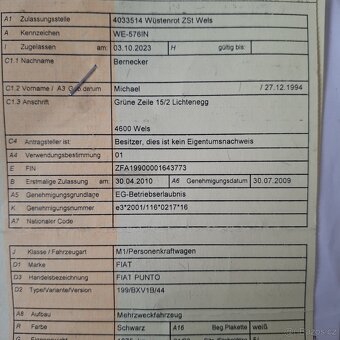 A1 Zulassungsstelle 4033514 Wüstenrot ZSt Wels
A Kennzeichen WE-576IN
I Zugelassen am: 03.10.2023 H gültig bis:
C1.1 Nachname Bernecker
C1.2 Vorname / A3 Geb.datum Michael / 27.12.1994
C1.3 Anschrift Grüne Zeile 15/2 Lichtenegg
4600 Wels
C4 Antragsteller ist: Besitzer, dies ist kein Eigentumsnachweis
A4 Verwendungsbestimmung 01
E FIN ZFA19900001643773
B Erstmalige Zulassung am: 30.04.2010 A6 Genehmigungsdatum 30.07.2009
A5 Genehmigungsgrundlage EG-Betriebserlaubnis
K Genehmigungsnummer e3*2001/116*0217*16
A7 Nationaler Code
J Klasse / Fahrzeugart M1/Personenkraftwagen
D1 Marke FIAT
D3 Handelsbezeichnung FIAT PUNTO
D2 Type/Variante/Version 199/BXV1B/44
A8 Aufbau Mehrzweckfahrzeug
R Farbe Schwarz A16 Beg Plakette weiß